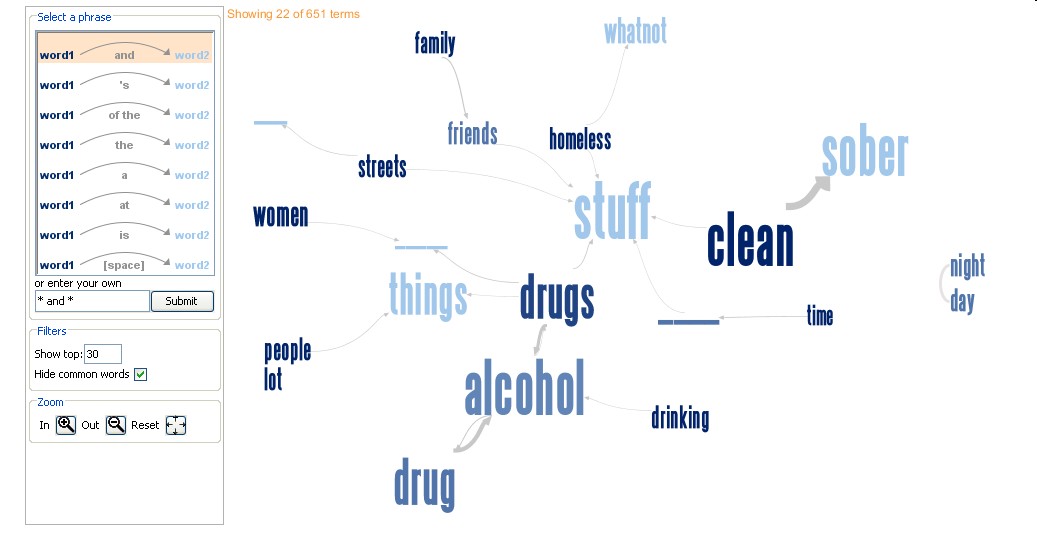 Select a phrase
word1 and word2
word1 's word2
word1 of the word2
word1 the word2
word1 a word2
word1 at word2
word1 is word2
word1 [space] word2
or enter your own
* and * Submit
Filters
Show top: 30
Hide common words
Zoom
In Out Reset
Showing 22 of 651 terms
whatnot
family
friends
homeless
sober
streets
stuff
women
clean
night
things
drugs
day
time
people
lot
alcohol
drinking
drug